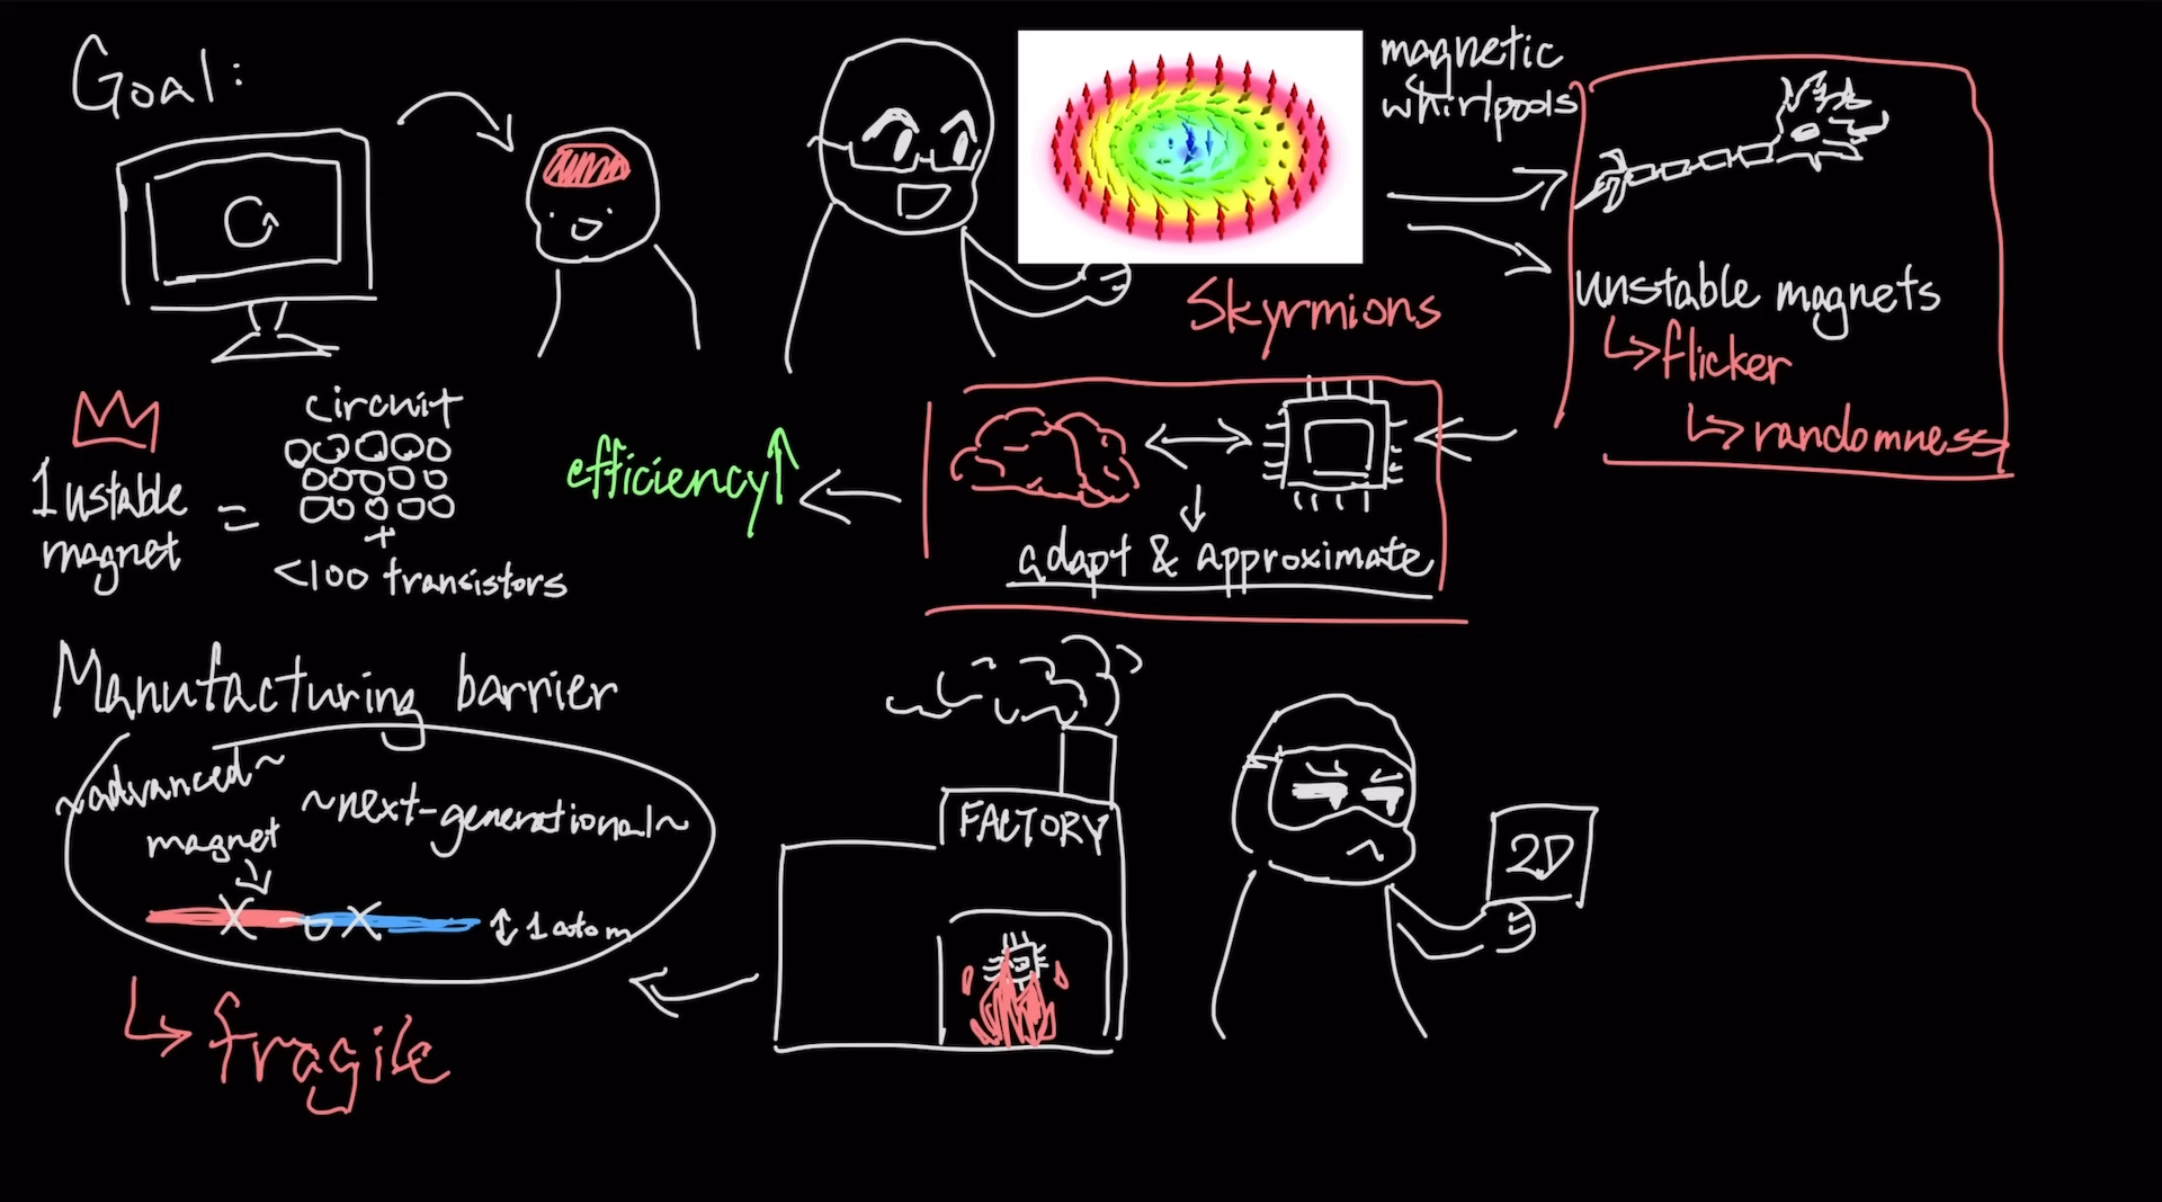 Goal:
magnetic
whirlpools
Skyrmions
unstable magnets
flicker
randomness
circuit
1 ustable
magnet
=
+
<100 transistors
efficiency
adapt & approximate
Manufacturing barrier
~advanced~
magnet
~next-generational~
1 atom
fragile
FACTORY
2D